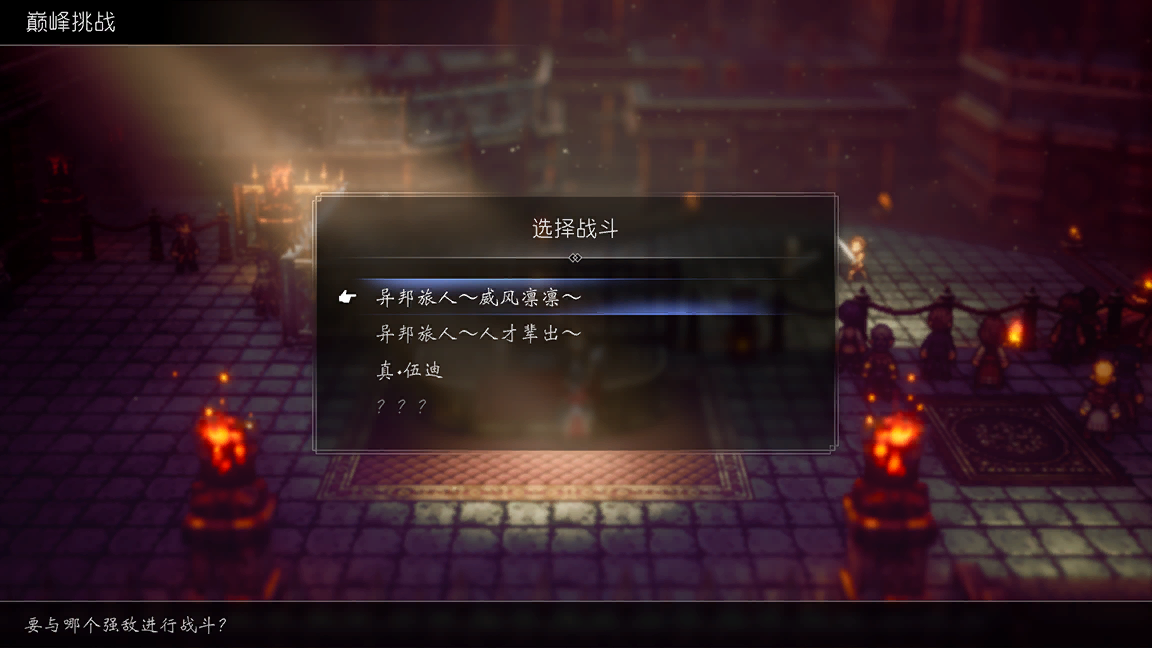 巅峰挑战
选择战斗
异邦旅人～威风凛凛～
异邦旅人～人才辈出～
真·伍迪
？？？
要与哪个强敌进行战斗？